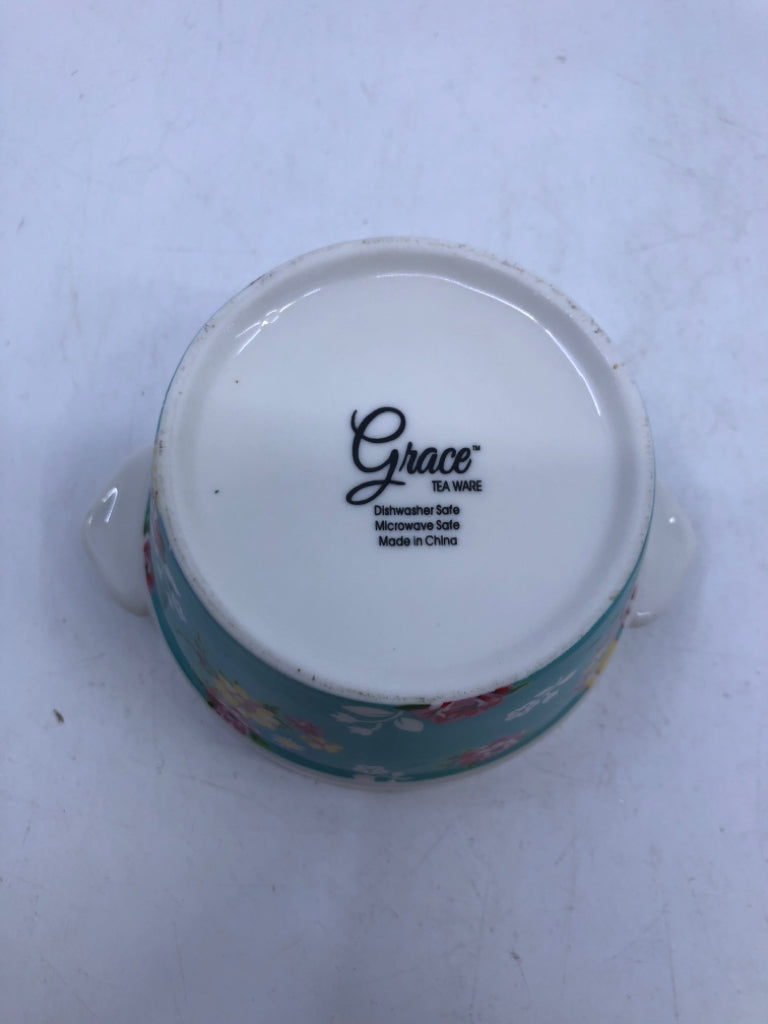 Grace™
TEA WARE
Dishwasher Safe
Microwave Safe
Made in China